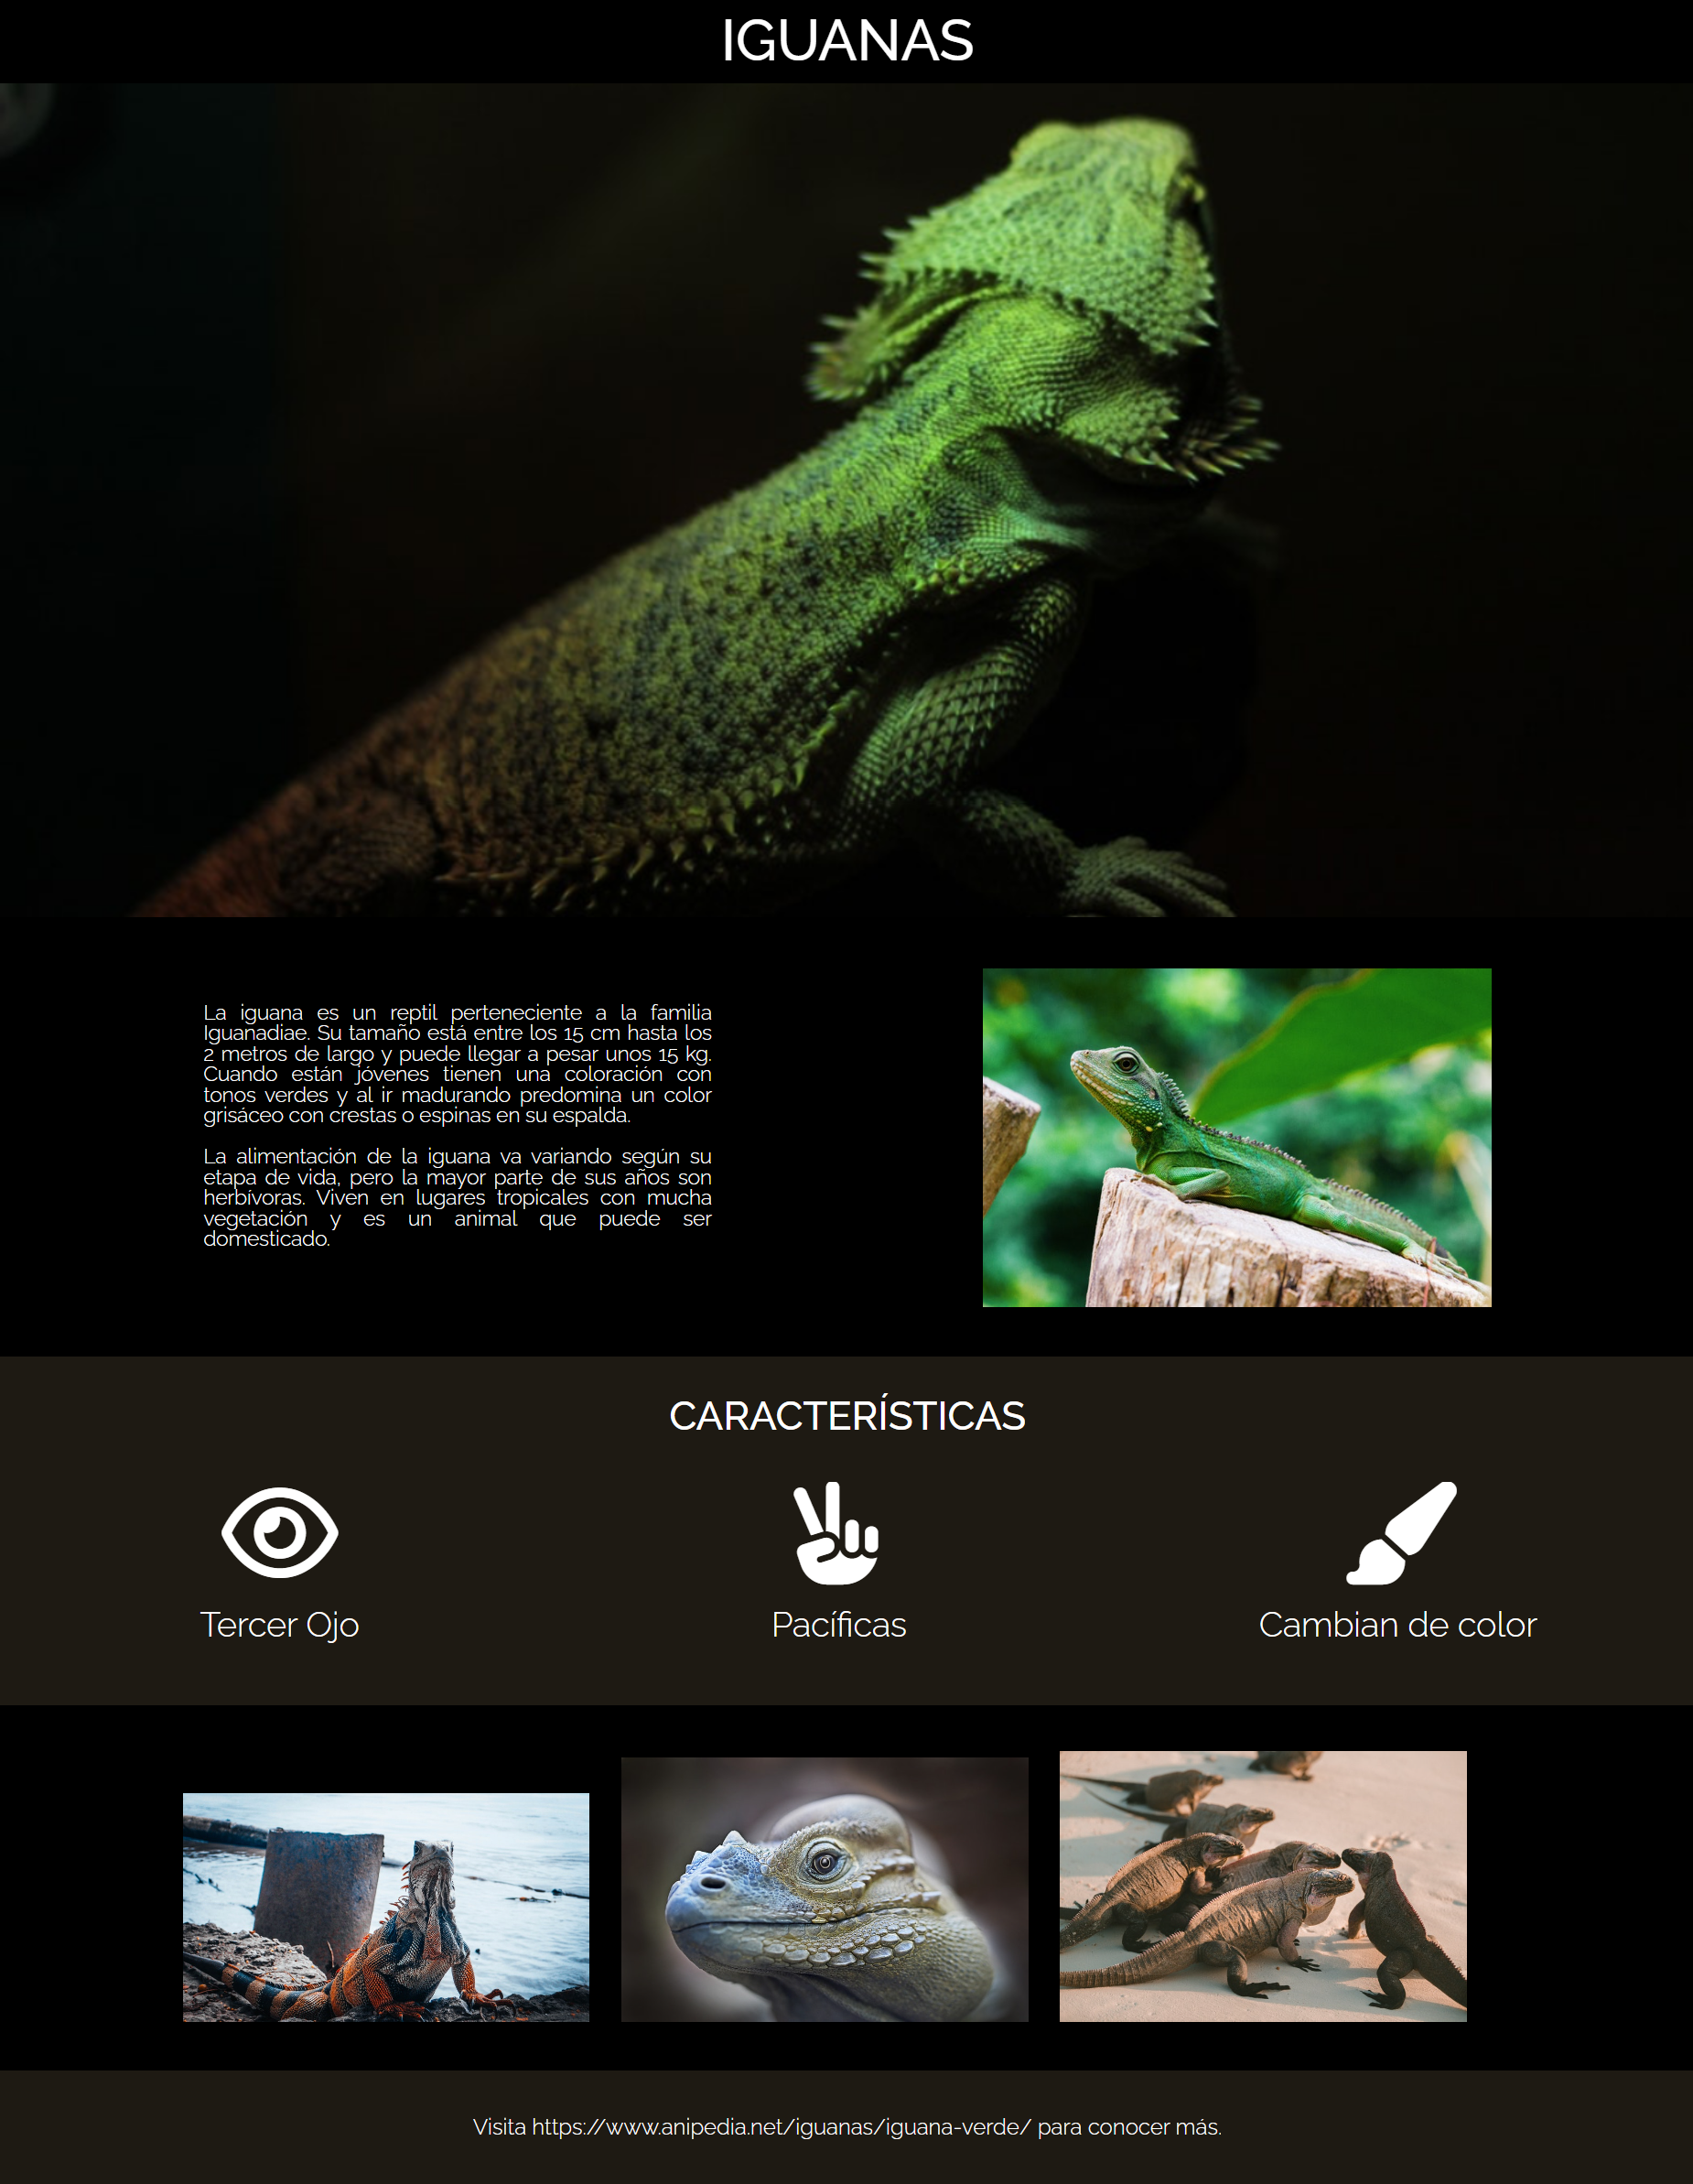 IGUANAS
La iguana es un reptil perteneciente a la familia
Iguanadiae. Su tamaño está entre los 15 cm hasta los
2 metros de largo y puede llegar a pesar unos 15 kg.
Cuando están jóvenes tienen una coloración con
tonos verdes y al ir madurando predomina un color
grisáceo con crestas o espinas en su espalda.
La alimentación de la iguana va variando según su
etapa de vida, pero la mayor parte de sus años son
herbívoras. Viven en lugares tropicales con mucha
vegetación y es un animal que puede ser
domesticado.
CARACTERÍSTICAS
Tercer Ojo
Pacíficas
Cambian de color
Visita https://www.anipedia.net/iguanas/iguana-verde/ para conocer más.